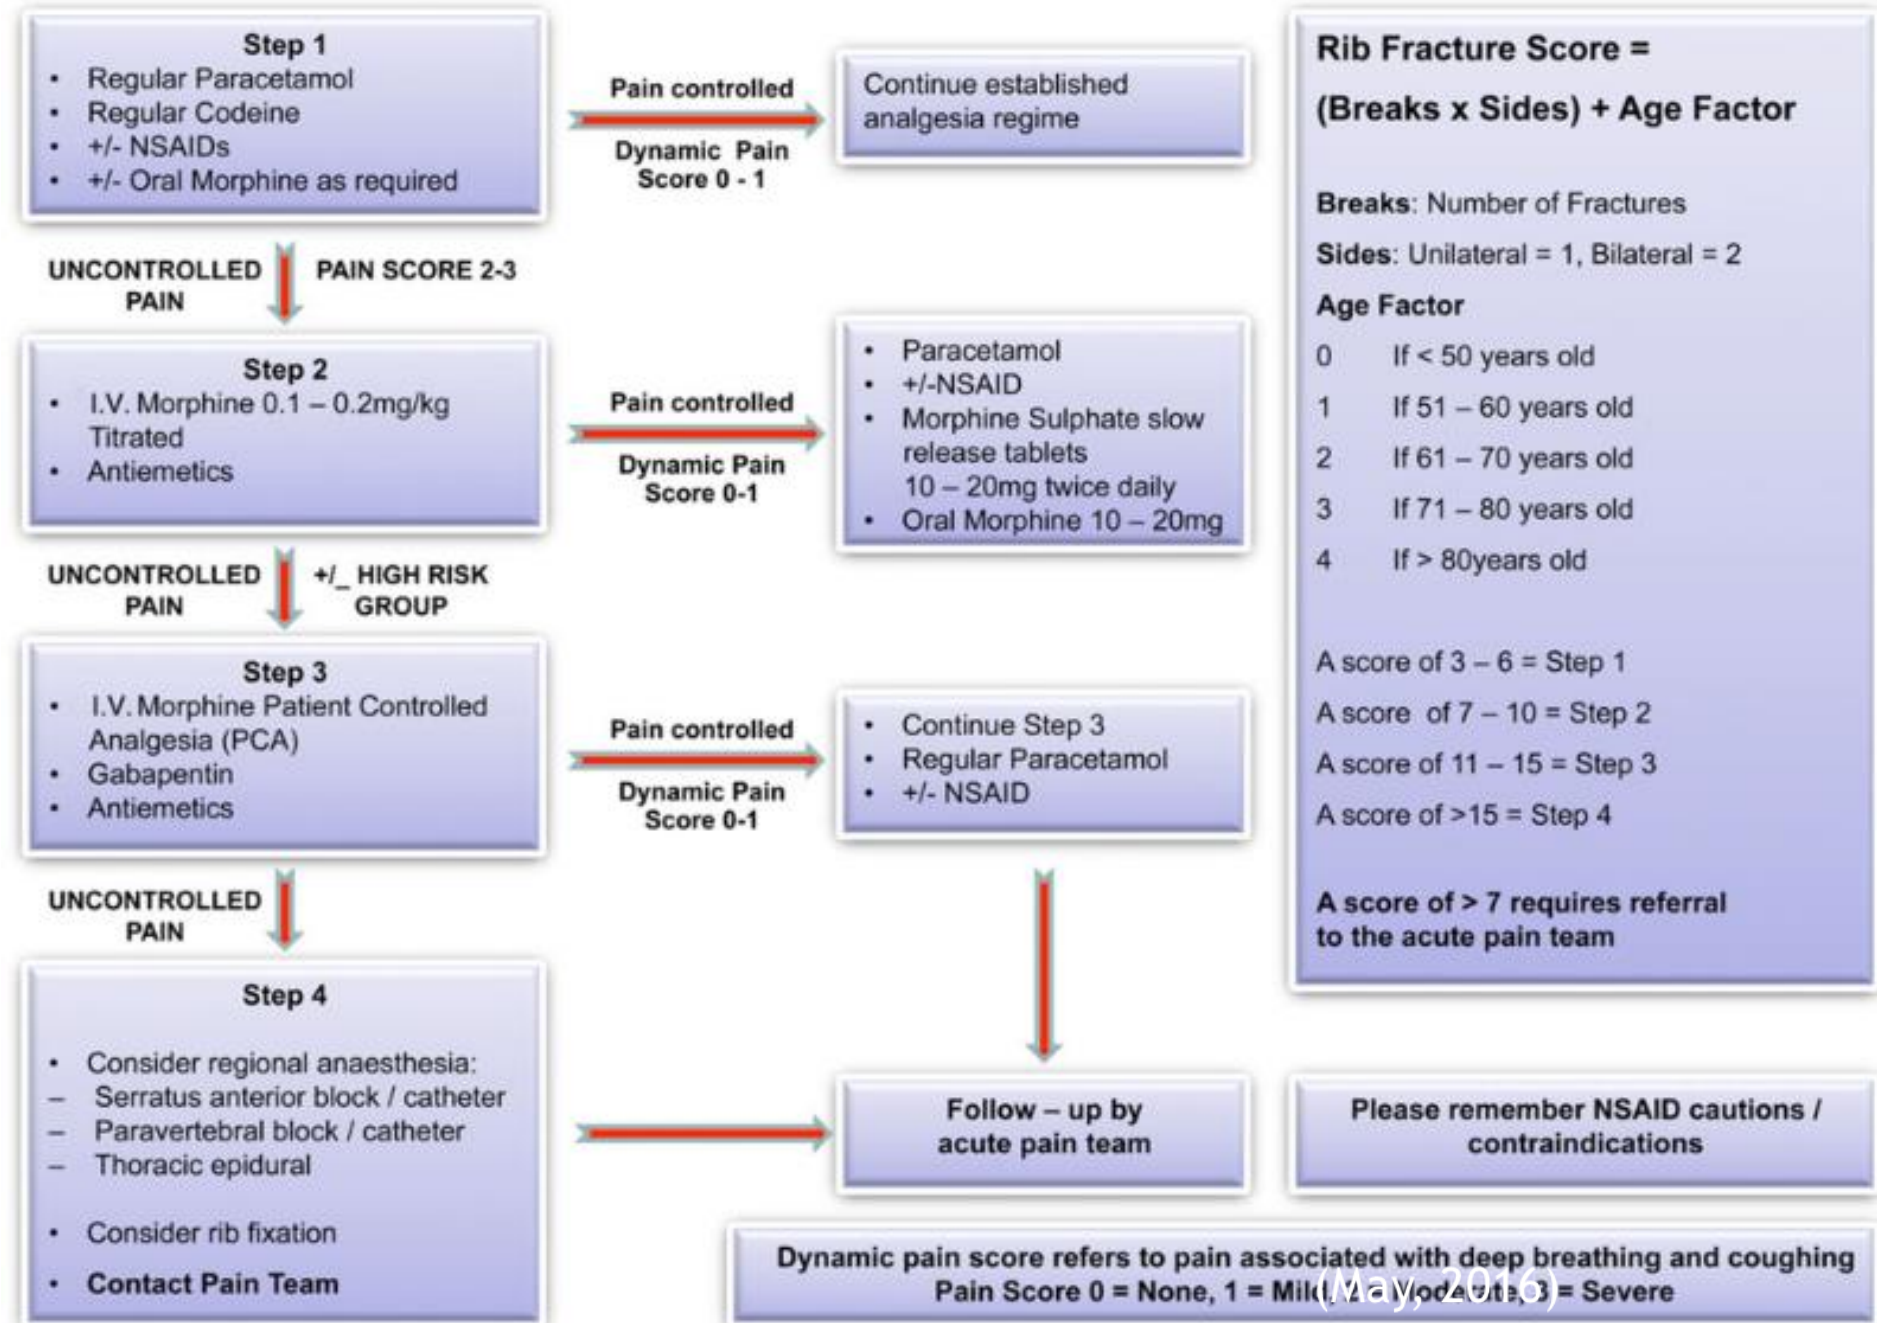 Step 1
• Regular Paracetamol
• Regular Codeine
• +/- NSAIDs
• +/- Oral Morphine as required
Pain controlled
Dynamic Pain
Score 0 - 1
Continue established
analgesia regime
UNCONTROLLED
PAIN
PAIN SCORE 2-3
Step 2
• I.V. Morphine 0.1 – 0.2mg/kg
Titrated
• Antiemetics
Pain controlled
Dynamic Pain
Score 0-1
• Paracetamol
• +/-NSAID
• Morphine Sulphate slow
release tablets
10 – 20mg twice daily
• Oral Morphine 10 – 20mg
UNCONTROLLED
PAIN
+/_ HIGH RISK
GROUP
Step 3
• I.V. Morphine Patient Controlled
Analgesia (PCA)
• Gabapentin
• Antiemetics
Pain controlled
Dynamic Pain
Score 0-1
• Continue Step 3
• Regular Paracetamol
• +/- NSAID
UNCONTROLLED
PAIN
Step 4
• Consider regional anaesthesia:
– Serratus anterior block / catheter
– Paravertebral block / catheter
– Thoracic epidural
• Consider rib fixation
• Contact Pain Team
Follow – up by
acute pain team
Rib Fracture Score =
(Breaks x Sides) + Age Factor
Breaks: Number of Fractures
Sides: Unilateral = 1, Bilateral = 2
Age Factor
0 If < 50 years old
1 If 51 – 60 years old
2 If 61 – 70 years old
3 If 71 – 80 years old
4 If > 80years old
A score of 3 – 6 = Step 1
A score of 7 – 10 = Step 2
A score of 11 – 15 = Step 3
A score of >15 = Step 4
A score of > 7 requires referral
to the acute pain team
Please remember NSAID cautions /
contraindications
Dynamic pain score refers to pain associated with deep breathing and coughing
Pain Score 0 = None, 1 = Mild, 2 = Moderate, 3 = Severe
(May, 2016)